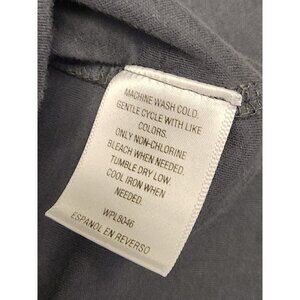 MACHINE WASH COLD.
GENTLE CYCLE WITH LIKE
COLORS.
ONLY NON-CHLORINE
BLEACH WHEN NEEDED.
TUMBLE DRY LOW.
COOL IRON WHEN
NEEDED.
WPL8046
ESPANOL EN REVERSO